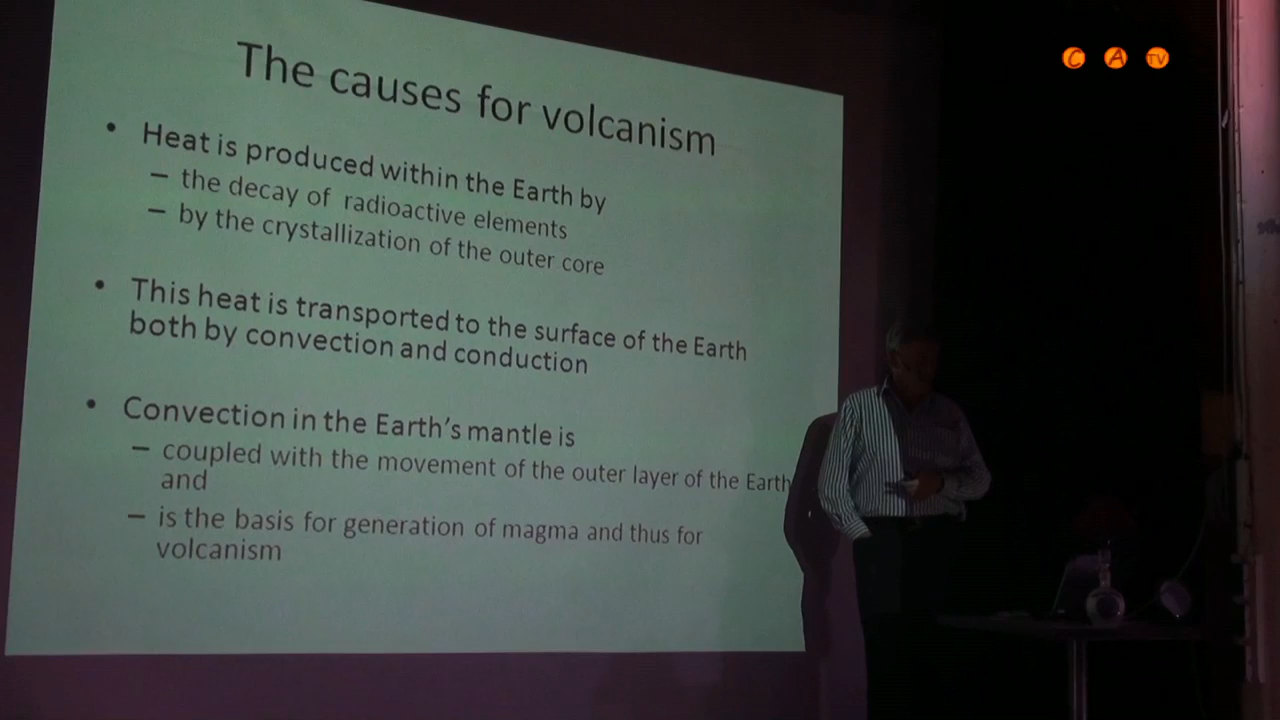 C A TV
The causes for volcanism
• Heat is produced within the Earth by
– the decay of radioactive elements
– by the crystallization of the outer core
• This heat is transported to the surface of the Earth
both by convection and conduction
• Convection in the Earth's mantle is
– coupled with the movement of the outer layer of the Earth
and
– is the basis for generation of magma and thus for
volcanism